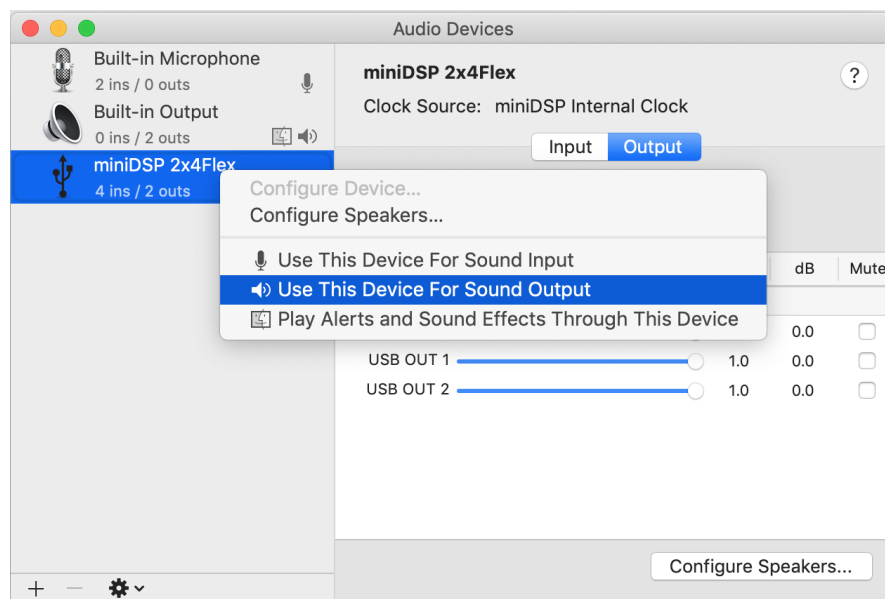 Audio Devices
Built-in Microphone
2 ins / 0 outs
Built-in Output
0 ins / 2 outs
miniDSP 2x4Flex
4 ins / 2 outs
miniDSP 2x4Flex
?
Clock Source: miniDSP Internal Clock
Input Output
Configure Device...
Configure Speakers...
Use This Device For Sound Input
Use This Device For Sound Output
Play Alerts and Sound Effects Through This Device
dB Mute
0.0
USB OUT 1 1.0 0.0
USB OUT 2 1.0 0.0
Configure Speakers...